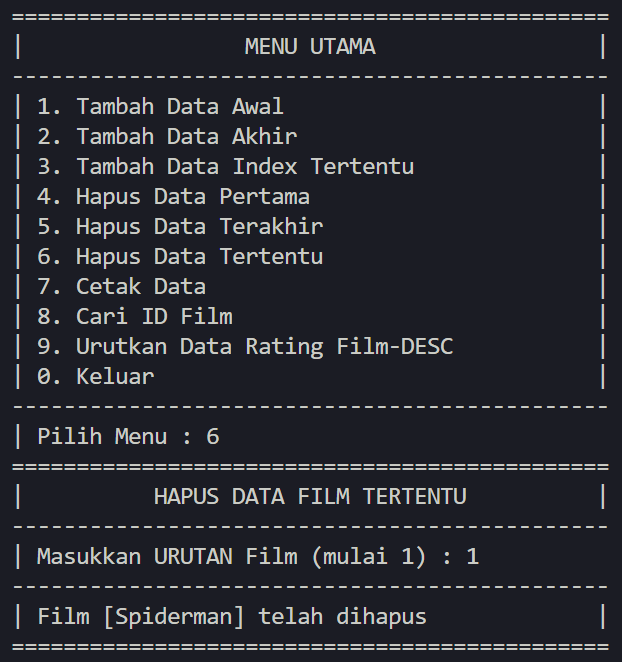 ==============================================
|                 MENU UTAMA                 |
----------------------------------------------
| 1. Tambah Data Awal                        |
| 2. Tambah Data Akhir                       |
| 3. Tambah Data Index Tertentu              |
| 4. Hapus Data Pertama                      |
| 5. Hapus Data Terakhir                     |
| 6. Hapus Data Tertentu                     |
| 7. Cetak Data                              |
| 8. Cari ID Film                            |
| 9. Urutkan Data Rating Film-DESC           |
| 0. Keluar                                  |
----------------------------------------------
| Pilih Menu : 6
==============================================
|          HAPUS DATA FILM TERTENTU          |
----------------------------------------------
| Masukkan URUTAN Film (mulai 1) : 1
----------------------------------------------
| Film [Spiderman] telah dihapus             |
==============================================